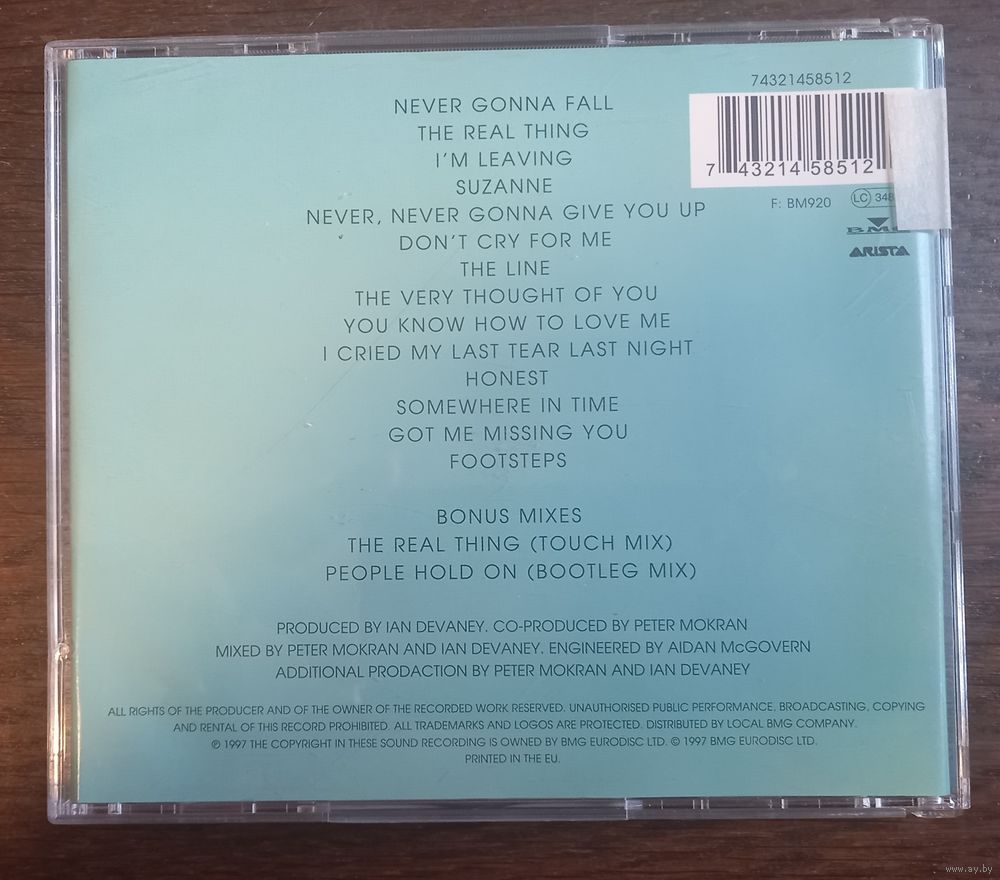 74321458512
7 43214 58512
F: BM920
LC 348
BMG
ARISTA
NEVER GONNA FALL
THE REAL THING
I'M LEAVING
SUZANNE
NEVER, NEVER GONNA GIVE YOU UP
DON'T CRY FOR ME
THE LINE
THE VERY THOUGHT OF YOU
YOU KNOW HOW TO LOVE ME
I CRIED MY LAST TEAR LAST NIGHT
HONEST
SOMEWHERE IN TIME
GOT ME MISSING YOU
FOOTSTEPS
BONUS MIXES
THE REAL THING (TOUCH MIX)
PEOPLE HOLD ON (BOOTLEG MIX)
PRODUCED BY IAN DEVANEY. CO-PRODUCED BY PETER MOKRAN
MIXED BY PETER MOKRAN AND IAN DEVANEY. ENGINEERED BY AIDAN McGOVERN
ADDITIONAL PRODACTION BY PETER MOKRAN AND IAN DEVANEY
ALL RIGHTS OF THE PRODUCER AND OF THE OWNER OF THE RECORDED WORK RESERVED. UNAUTHORISED PUBLIC PERFORMANCE, BROADCASTING, COPYING
AND RENTAL OF THIS RECORD PROHIBITED. ALL TRADEMARKS AND LOGOS ARE PROTECTED. DISTRIBUTED BY LOCAL BMG COMPANY.
℗ 1997 THE COPYRIGHT IN THESE SOUND RECORDING IS OWNED BY BMG EURODISC LTD. © 1997 BMG EURODISC LTD.
PRINTED IN THE EU.
www.ay.by